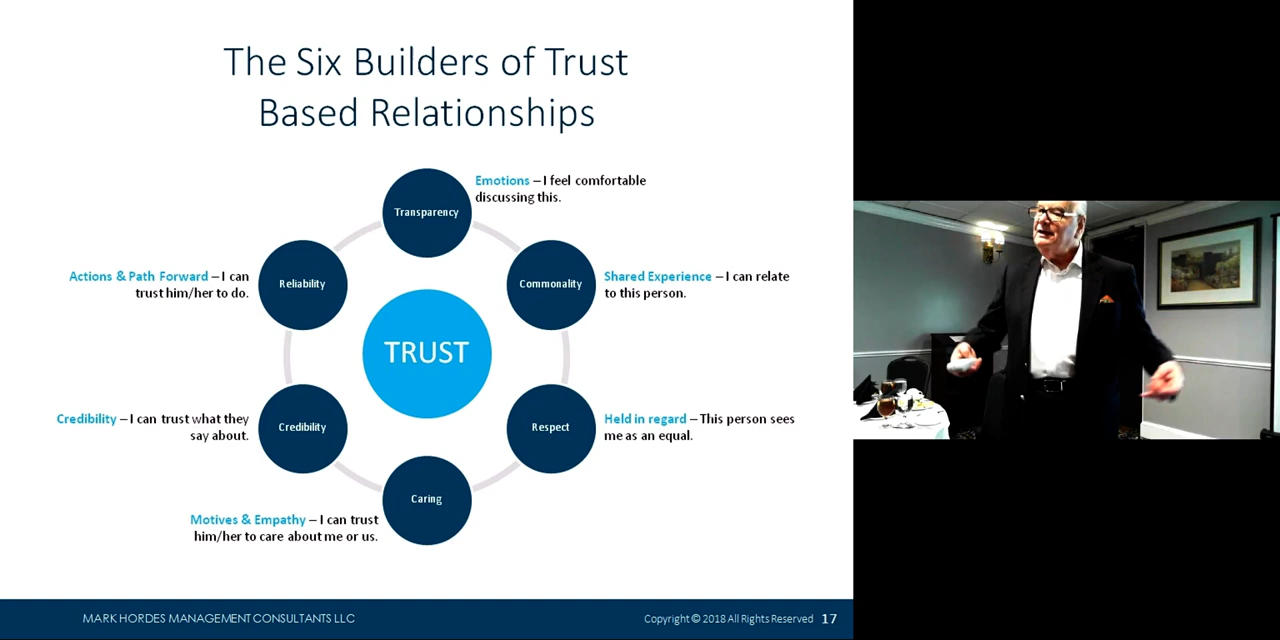 The Six Builders of Trust
Based Relationships
Transparency
Emotions – I feel comfortable
discussing this.
Commonality
Shared Experience – I can relate
to this person.
Respect
Held in regard – This person sees
me as an equal.
Caring
Motives & Empathy – I can trust
him/her to care about me or us.
Credibility
Credibility – I can trust what they
say about.
Reliability
Actions & Path Forward – I can
trust him/her to do.
TRUST
MARK HORDES MANAGEMENT CONSULTANTS LLC
Copyright © 2018 All Rights Reserved 17